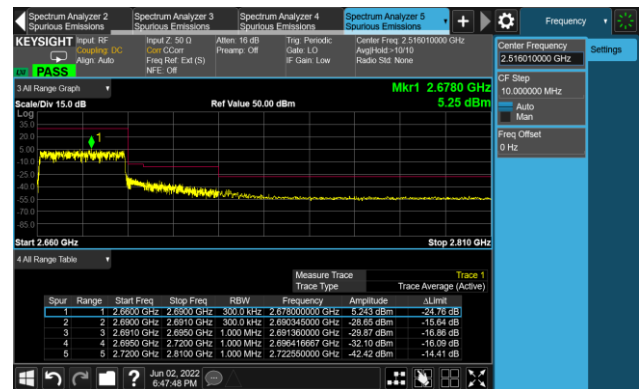 Spectrum Analyzer 2 Spectrum Analyzer 3 Spectrum Analyzer 4 Spectrum Analyzer 5
Spurious Emissions Spurious Emissions Spurious Emissions Spurious Emissions
Frequency
KEYSIGHT Input: RF Input Z: 50 Ω Atten: 16 dB Trig: Periodic Center Freq: 2.516010000 GHz
Coupling: DC Corr CCorr Preamp: Off Gate: LO Avg|Hold:>10/10
Align: Auto Freq Ref: Ext (S) IF Gain: Low Radio Std: None
NFE: Off
PASS
Center Frequency
2.516010000 GHz
Settings
CF Step
10.000000 MHz
Auto
Man
Freq Offset
0 Hz
3 All Range Graph
Mkr1 2.6780 GHz
Scale/Div 15.0 dB Ref Value 50.00 dBm 5.25 dBm
Log
35.0
20.0
5.00
-10.0
-25.0
-40.0
-55.0
-70.0
-85.0
1
Start 2.660 GHz Stop 2.810 GHz
4 All Range Table
Measure Trace Trace 1
Trace Type Trace Average (Active)
Spur Range Start Freq Stop Freq RBW Frequency Amplitude ΔLimit
1 1 2.6600 GHz 2.6900 GHz 300.0 kHz 2.678000000 GHz 5.243 dBm -24.76 dB
2 2 2.6900 GHz 2.6910 GHz 300.0 kHz 2.690345000 GHz -28.65 dBm -15.64 dB
3 3 2.6910 GHz 2.6950 GHz 1.000 MHz 2.691360000 GHz -29.87 dBm -16.86 dB
4 4 2.6950 GHz 2.7200 GHz 1.000 MHz 2.696416667 GHz -32.10 dBm -16.09 dB
5 5 2.7200 GHz 2.8100 GHz 1.000 MHz 2.722550000 GHz -42.42 dBm -14.41 dB
Jun 02, 2022
6:47:48 PM